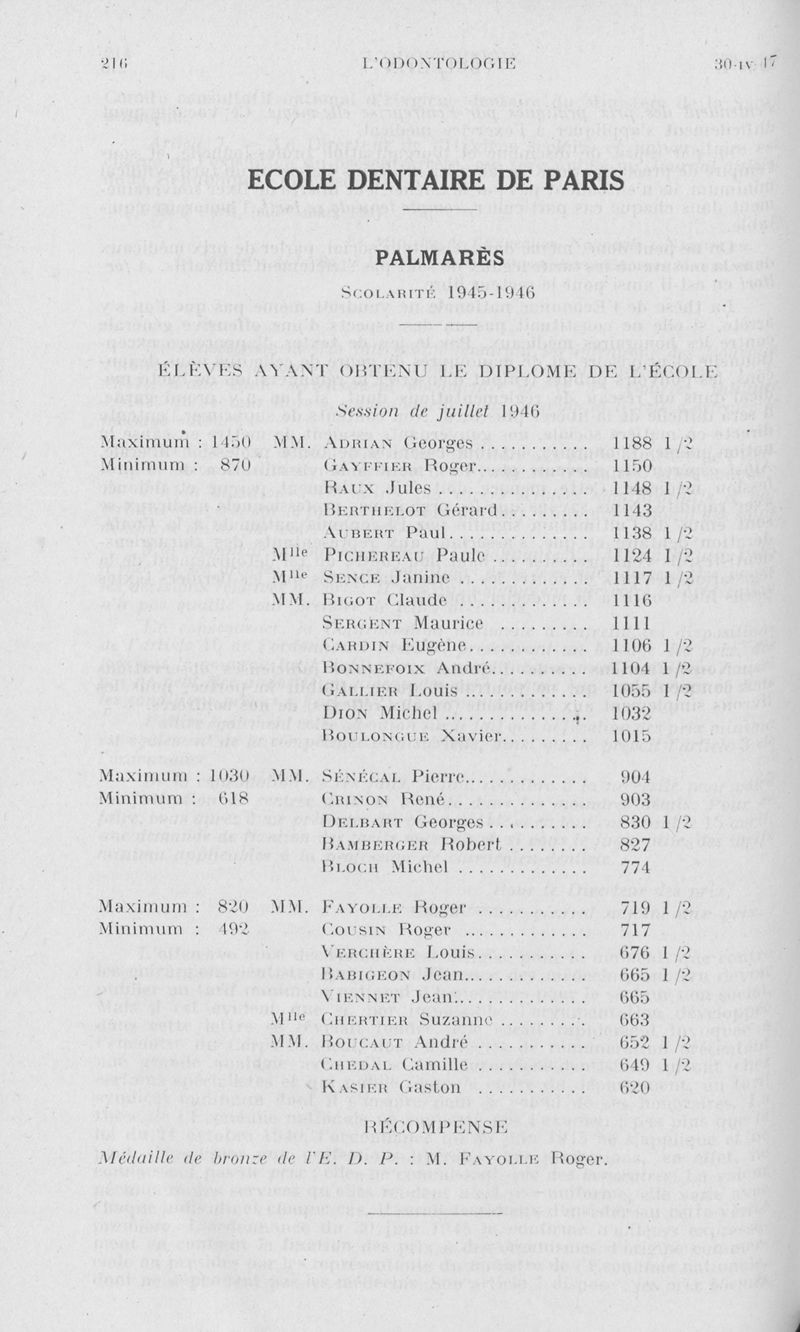 216 L'ODONTOLOGIE 30-IV-47
ECOLE DENTAIRE DE PARIS
PALMARÈS
SCOLARITÉ 1945-1946
ÉLÈVES AYANT OBTENU LE DIPLOME DE L'ÉCOLE
Session de juillet 1946
Maximum : 1450 MM. ADRIAN Georges ........... 1188 1/2
Minimum : 870 GAYFFIER Roger............ 1150
RAUX Jules ............... 1148 1/2
BERTHELOT Gérard......... 1143
AUBERT Paul............... 1138 1/2
Mlle PICHEREAU Paule .......... 1124 1/2
Mlle SENCE Janine ............. 1117 1/2
MM. BIGOT Claude ............. 1116
SERGENT Maurice ......... 1111
CARDIN Eugène............ 1106 1/2
BONNEFOIX André.......... 1104 1/2
GALLIER Louis ............. 1055 1/2
DION Michel ............... 1032
BOULONGUE Xavier......... 1015
Maximum : 1030 MM. SÉNÉCAL Pierre............. 904
Minimum : 618 CRINON René............... 903
DELBART Georges.......... 830 1/2
BAMBERGER Robert ........ 827
BLOCH Michel ............. 774
Maximum : 820 MM. FAYOLLE Roger ........... 719 1/2
Minimum : 492 COUSIN Roger ............. 717
VERCHÈRE Louis........... 676 1/2
BABIGEON Jean............. 665 1/2
VIENNET Jean.............. 665
Mlle CHERTIER Suzanne .......... 663
MM. BOUCAUT André ........... 652 1/2
CHEDAL Camille ........... 649 1/2
KASIER Gaston ........... 620
RÉCOMPENSE
Médaille de bronze de l'E. D. P. : M. FAYOLLE Roger.